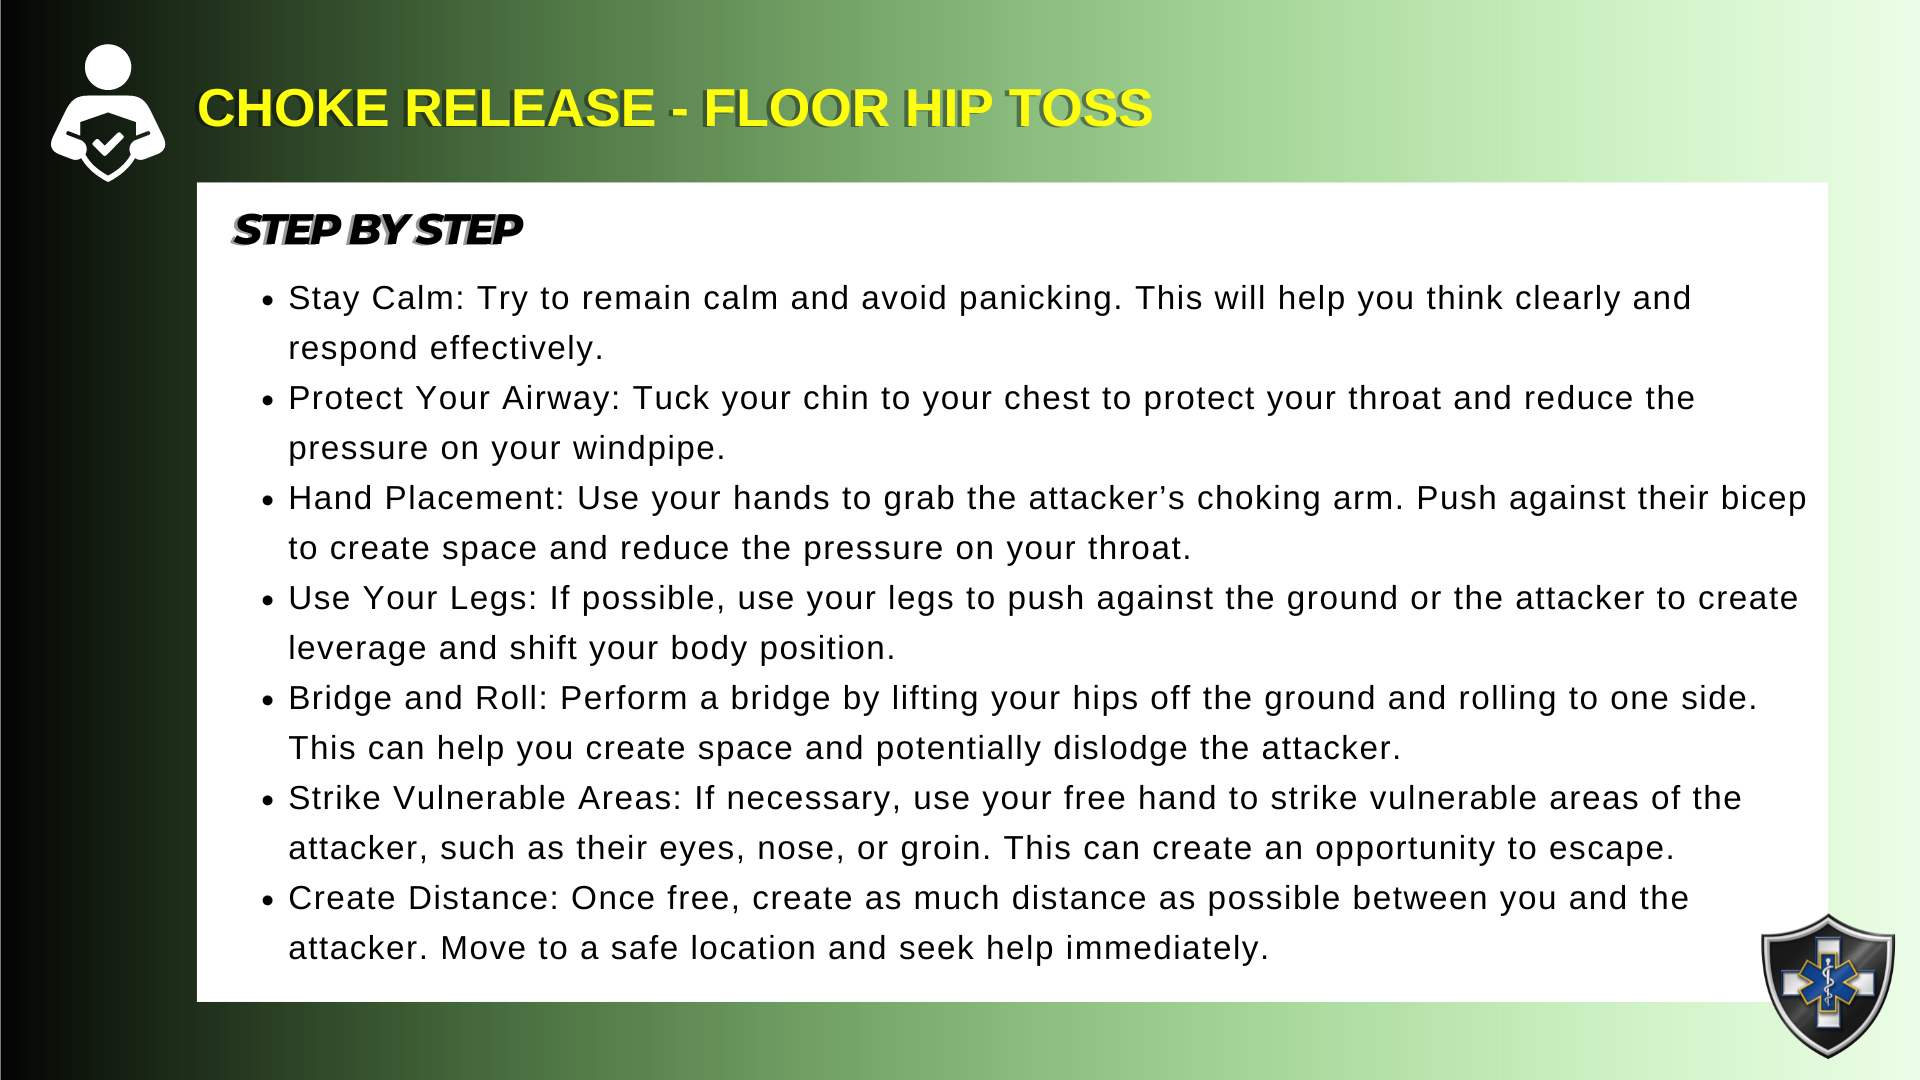 CHOKE RELEASE - FLOOR HIP TOSS
STEP BY STEP
• Stay Calm: Try to remain calm and avoid panicking. This will help you think clearly and
respond effectively.
• Protect Your Airway: Tuck your chin to your chest to protect your throat and reduce the
pressure on your windpipe.
• Hand Placement: Use your hands to grab the attacker’s choking arm. Push against their bicep
to create space and reduce the pressure on your throat.
• Use Your Legs: If possible, use your legs to push against the ground or the attacker to create
leverage and shift your body position.
• Bridge and Roll: Perform a bridge by lifting your hips off the ground and rolling to one side.
This can help you create space and potentially dislodge the attacker.
• Strike Vulnerable Areas: If necessary, use your free hand to strike vulnerable areas of the
attacker, such as their eyes, nose, or groin. This can create an opportunity to escape.
• Create Distance: Once free, create as much distance as possible between you and the
attacker. Move to a safe location and seek help immediately.